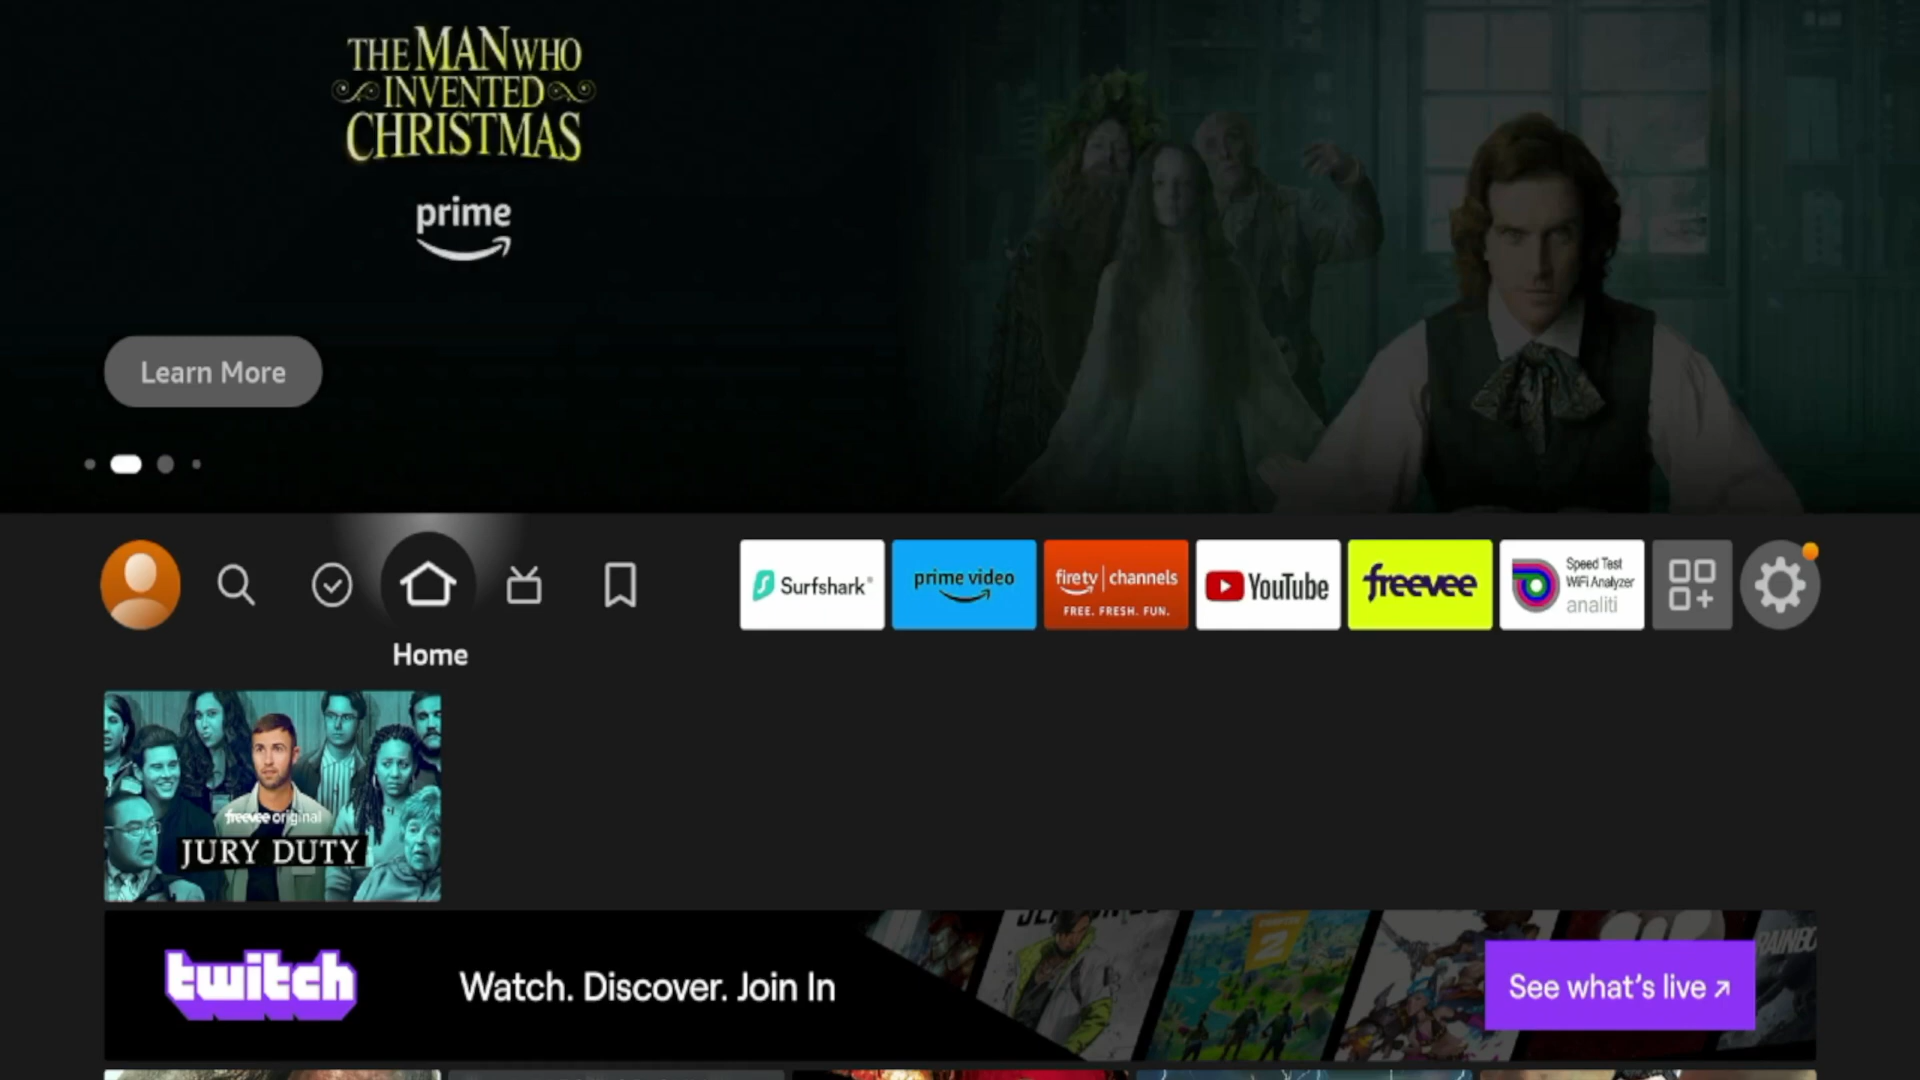 THE MAN WHO
INVENTED
CHRISTMAS
prime
Learn More
Surfshark®
prime video
firetv | channels
FREE. FRESH. FUN.
YouTube
freevee
Speed Test
WiFi Analyzer
analiti
Home
freevee original
JURY DUTY
twitch
Watch. Discover. Join In
2
See what's live ↗